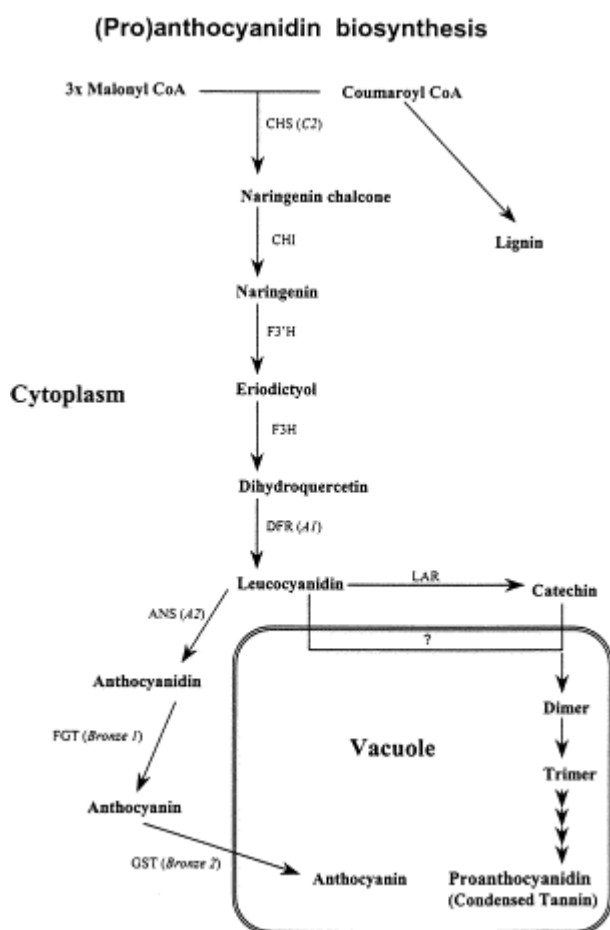 (Pro)anthocyanidin biosynthesis
3x Malonyl CoA
Coumaroyl CoA
CHS (C2)
Naringenin chalcone
Lignin
CHI
Naringenin
F3'H
Cytoplasm
Eriodictyol
F3H
Dihydroquercetin
DFR (A1)
Leucocyanidin
LAR
Catechin
ANS (A2)
?
Anthocyanidin
Dimer
FGT (Bronze 1)
Vacuole
Trimer
Anthocyanin
GST (Bronze 2)
Anthocyanin
Proanthocyanidin
(Condensed Tannin)